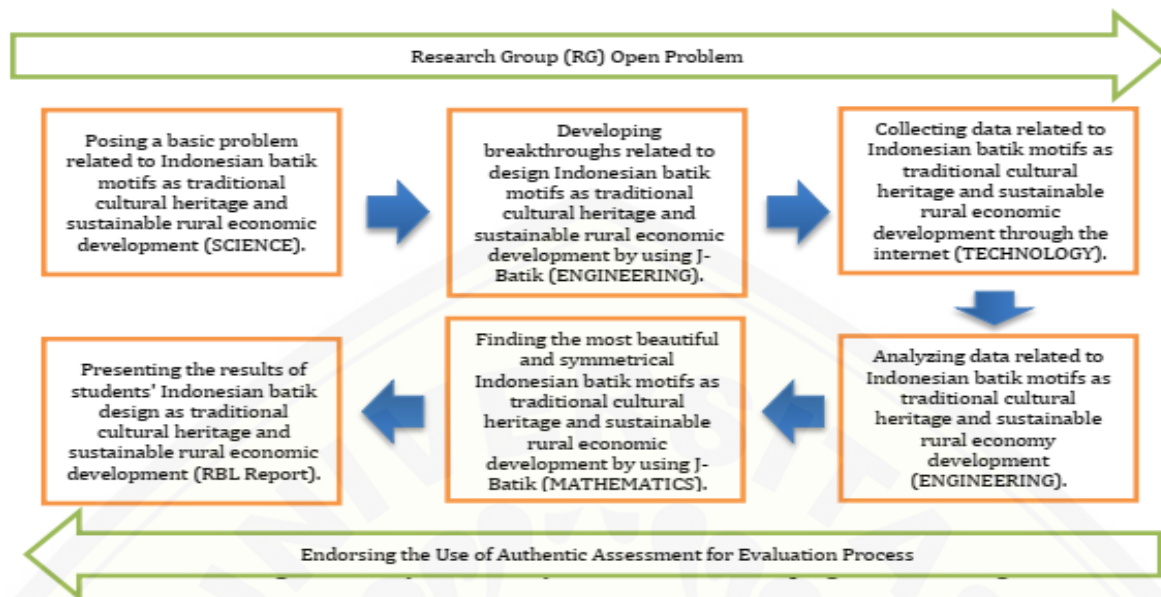 Research Group (RG) Open Problem
Posing a basic problem
related to Indonesian batik
motifs as traditional
cultural heritage and
sustainable rural economic
development (SCIENCE).
Developing
breakthroughs related to
design Indonesian batik
motifs as traditional
cultural heritage and
sustainable rural economic
development by using J-
Batik (ENGINEERING).
Collecting data related to
Indonesian batik motifs as
traditional cultural
heritage and sustainable
rural economic
development through the
internet (TECHNOLOGY).
Analyzing data related to
Indonesian batik motifs as
traditional cultural
heritage and sustainable
rural economy
development
(ENGINEERING).
Finding the most beautiful
and symmetrical
Indonesian batik motifs as
traditional cultural
heritage and sustainable
rural economic
development by using J-
Batik (MATHEMATICS).
Presenting the results of
students' Indonesian batik
design as traditional
cultural heritage and
sustainable rural economic
development (RBL Report).
Endorsing the Use of Authentic Assessment for Evaluation Process